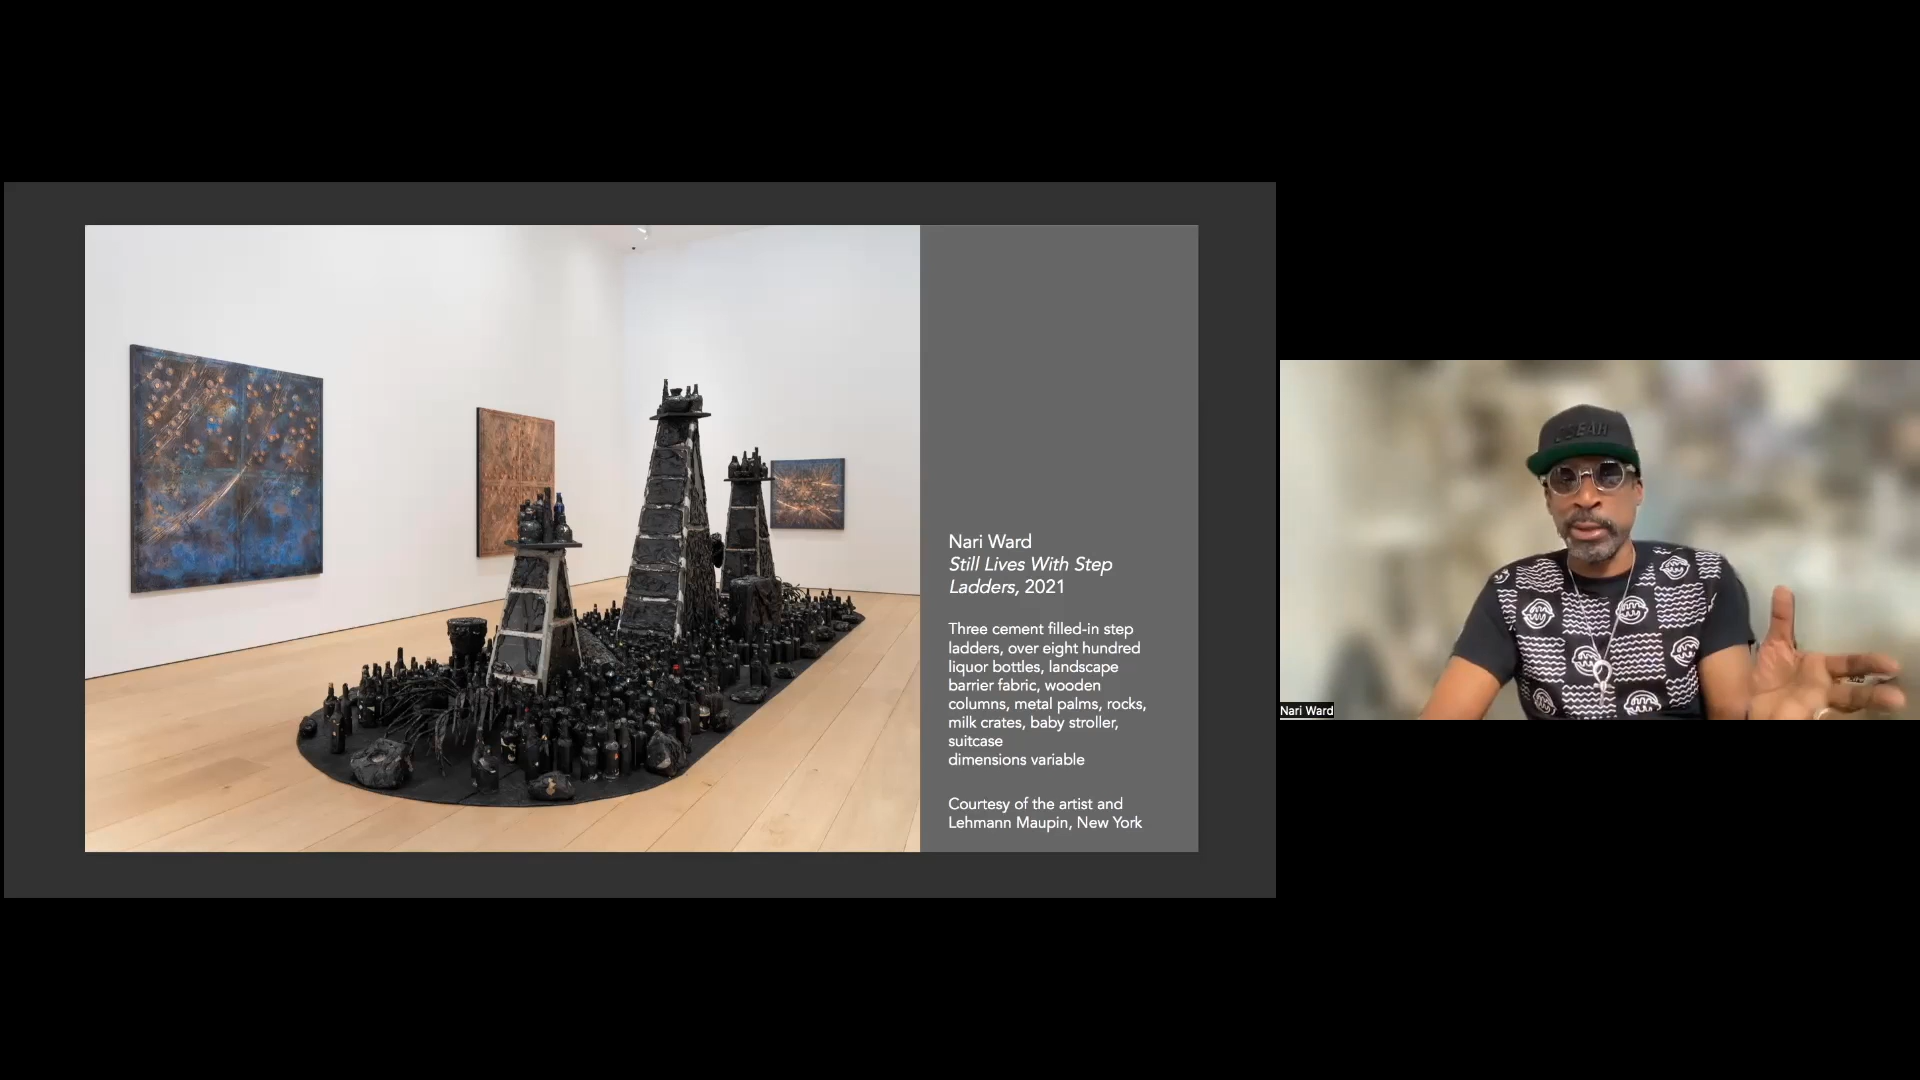 Nari Ward
Still Lives With Step
Ladders, 2021
Three cement filled-in step
ladders, over eight hundred
liquor bottles, landscape
barrier fabric, wooden
columns, metal palms, rocks,
milk crates, baby stroller,
suitcase
dimensions variable
Courtesy of the artist and
Lehmann Maupin, New York
Nari Ward